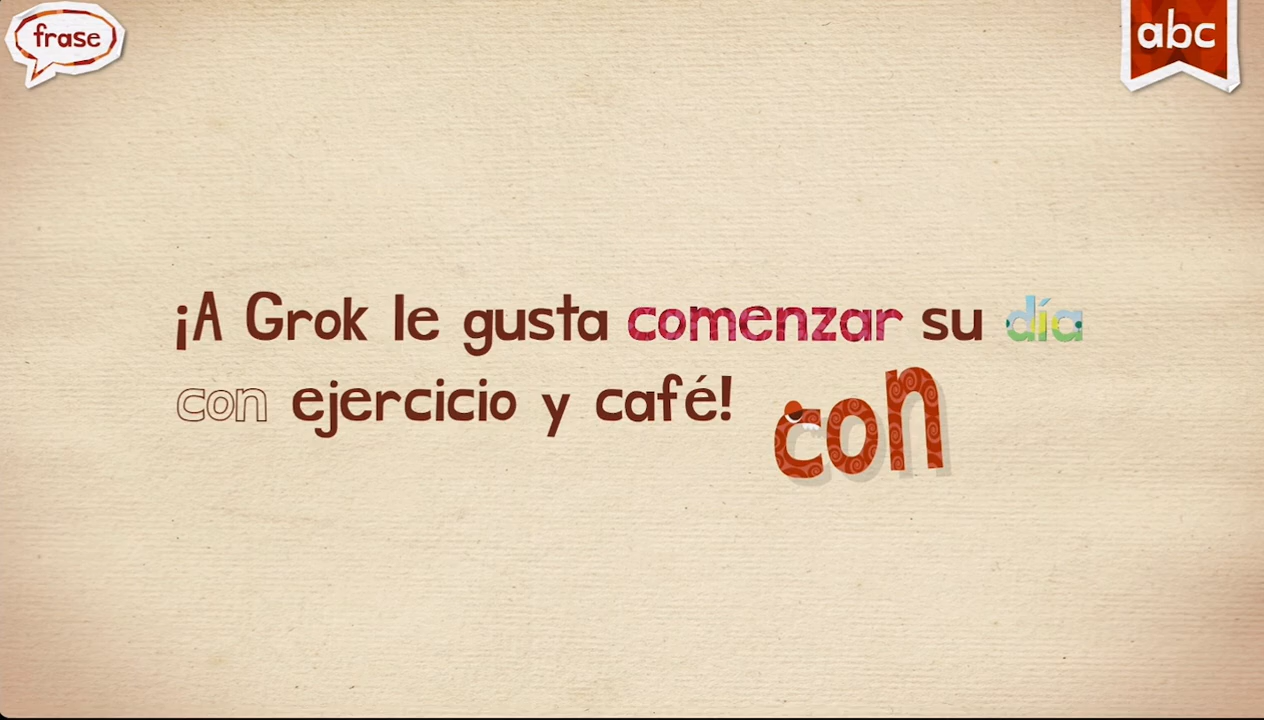 frase
abc
¡A Grok le gusta comenzar su día
con ejercicio y café!
con